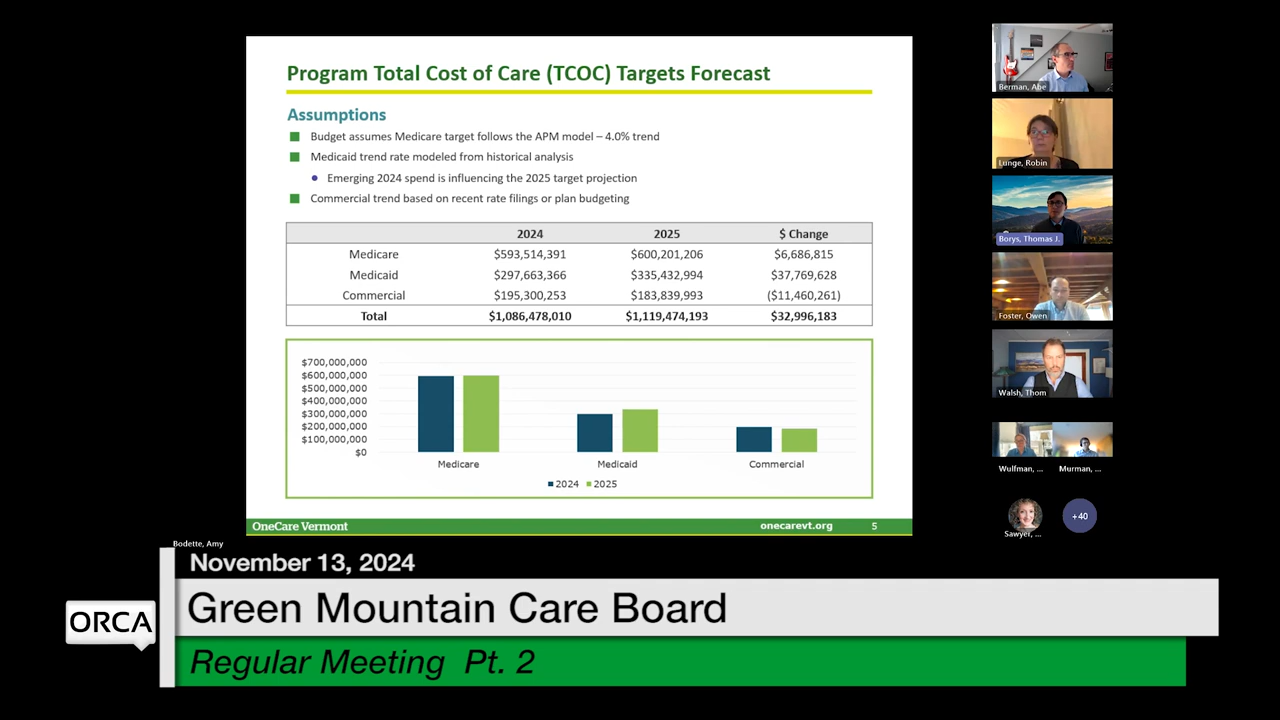 Program Total Cost of Care (TCOC) Targets Forecast
Assumptions
Budget assumes Medicare target follows the APM model – 4.0% trend
Medicaid trend rate modeled from historical analysis
Emerging 2024 spend is influencing the 2025 target projection
Commercial trend based on recent rate filings or plan budgeting
2024 2025 $ Change
Medicare $593,514,391 $600,201,206 $6,686,815
Medicaid $297,663,366 $335,432,994 $37,769,628
Commercial $195,300,253 $183,839,993 ($11,460,261)
Total $1,086,478,010 $1,119,474,193 $32,996,183
$700,000,000
$600,000,000
$500,000,000
$400,000,000
$300,000,000
$200,000,000
$100,000,000
$0
Medicare Medicaid Commercial
2024 2025
OneCare Vermont onecarevt.org 5
Berman, Abe
Lunge, Robin
Borys, Thomas J.
Foster, Owen
Walsh, Thom
Wulfman, ... Murman, ...
+40
Sawyer, ...
Bodette, Amy
November 13, 2024
ORCA
Green Mountain Care Board
Regular Meeting Pt. 2